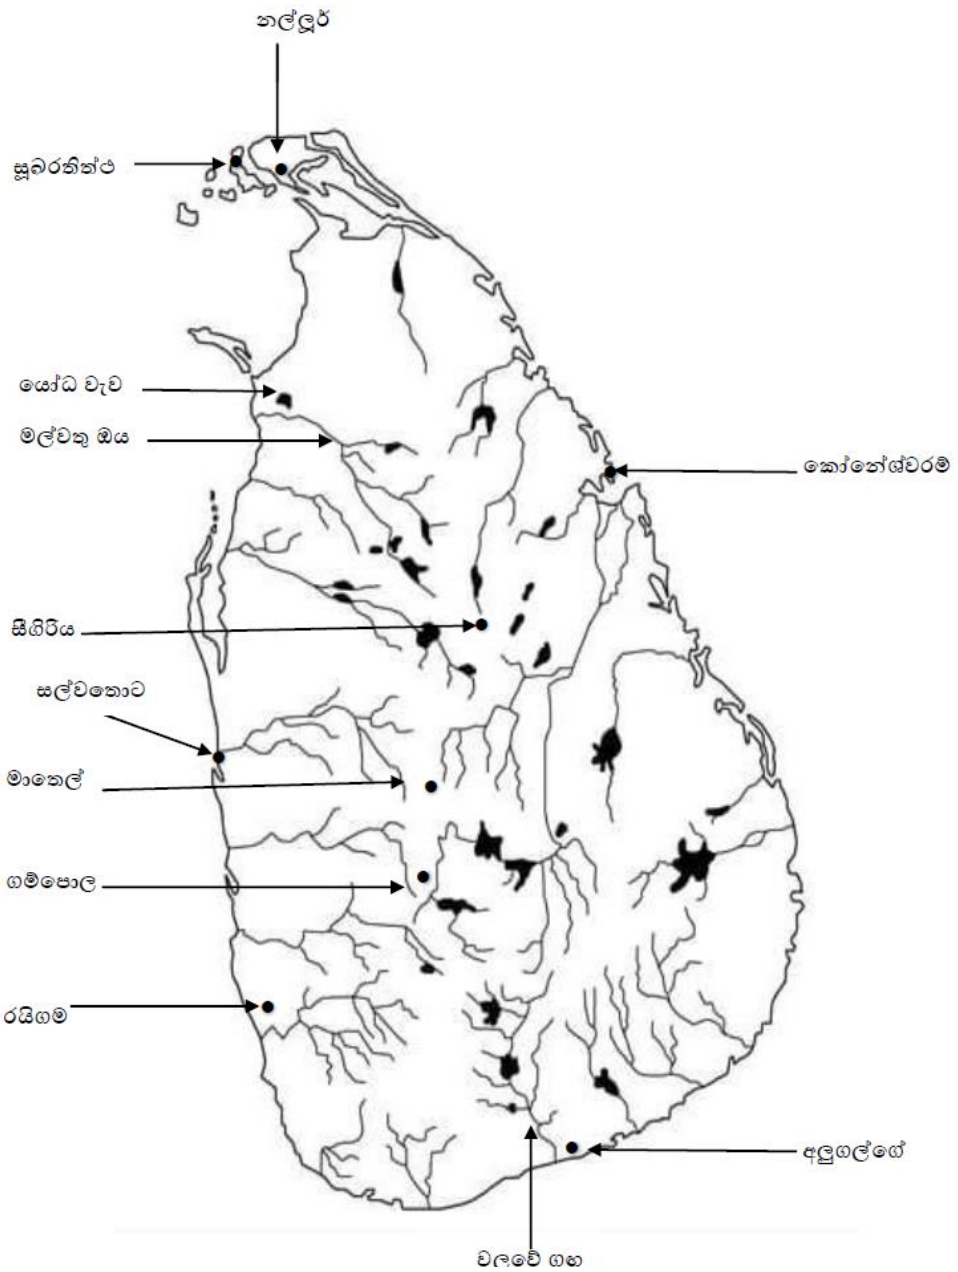 නල්ලූර්
සූබරතිත්ථ
යෝධ වැව
මල්වතු ඔය
කෝනේශ්වරම්
සීගිරිය
සල්වතොට
මාතෙල්
ගම්පොල
රයිගම
අලුගල්ගේ
වලවේ ගඟ